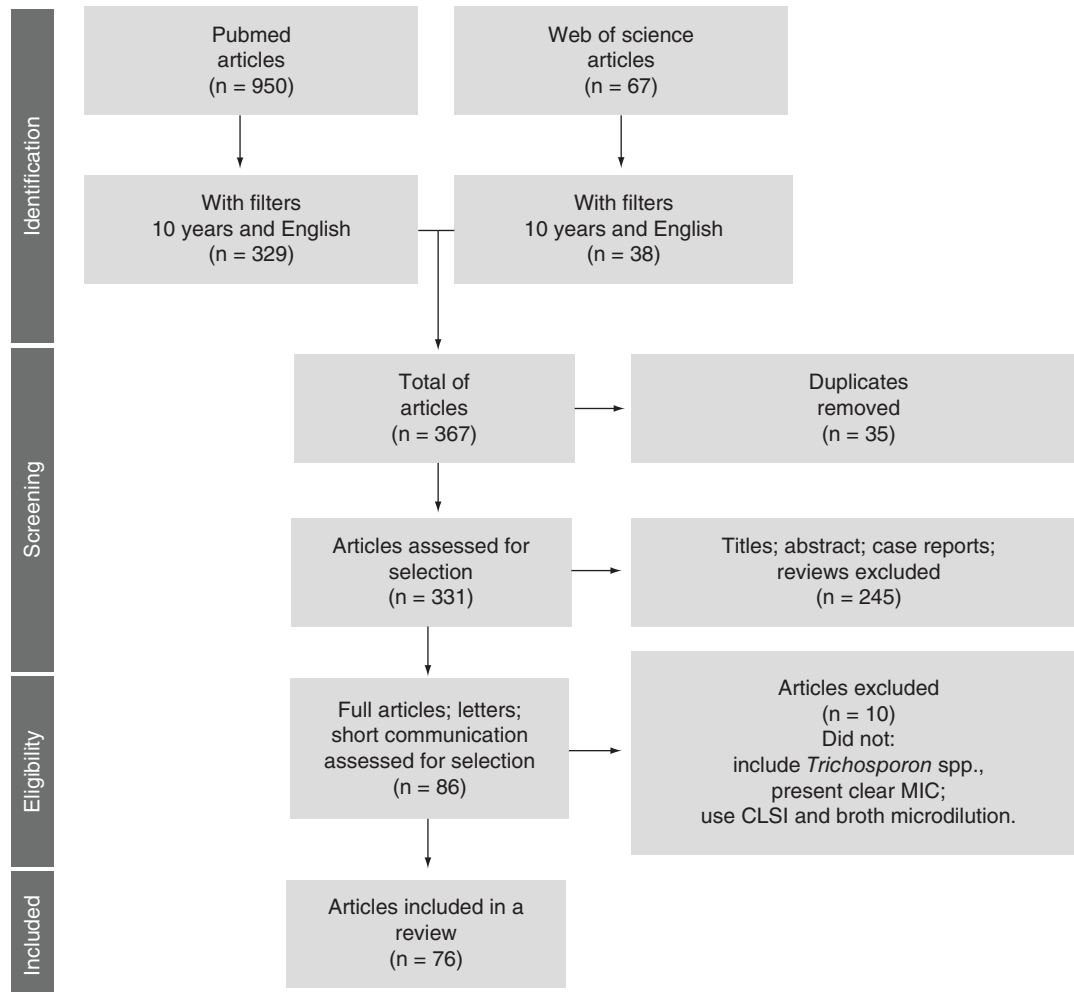 Identification
Pubmed
articles
(n = 950)
Web of science
articles
(n = 67)
With filters
10 years and English
(n = 329)
With filters
10 years and English
(n = 38)
Screening
Total of
articles
(n = 367)
Duplicates
removed
(n = 35)
Articles assessed for
selection
(n = 331)
Titles; abstract; case reports;
reviews excluded
(n = 245)
Eligibility
Full articles; letters;
short communication
assessed for selection
(n = 86)
Articles excluded
(n = 10)
Did not:
include Trichosporon spp.,
present clear MIC;
use CLSI and broth microdilution.
Included
Articles included in a
review
(n = 76)